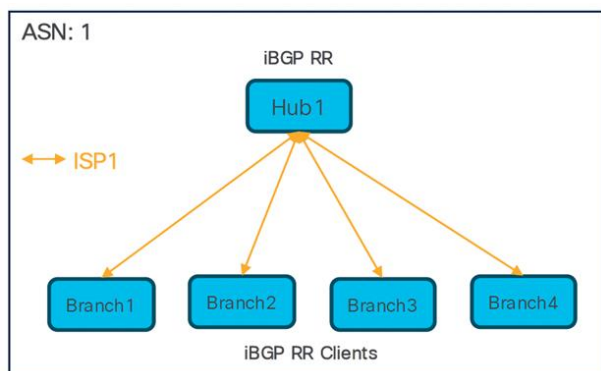 ASN: 1
iBGP RR
Hub1
ISP1
Branch1
Branch2
Branch3
Branch4
iBGP RR Clients